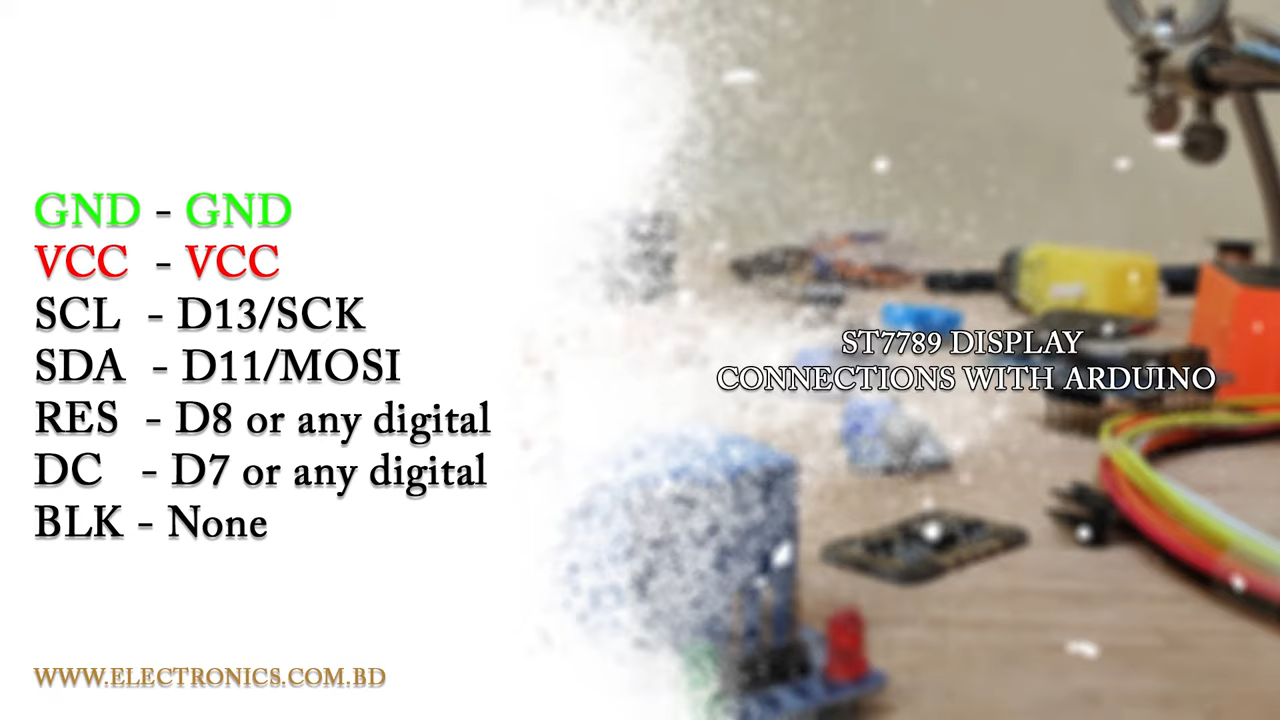 GND - GND
VCC - VCC
SCL - D13/SCK
SDA - D11/MOSI
RES - D8 or any digital
DC - D7 or any digital
BLK - None
ST7789 DISPLAY
CONNECTIONS WITH ARDUINO
WWW.ELECTRONICS.COM.BD